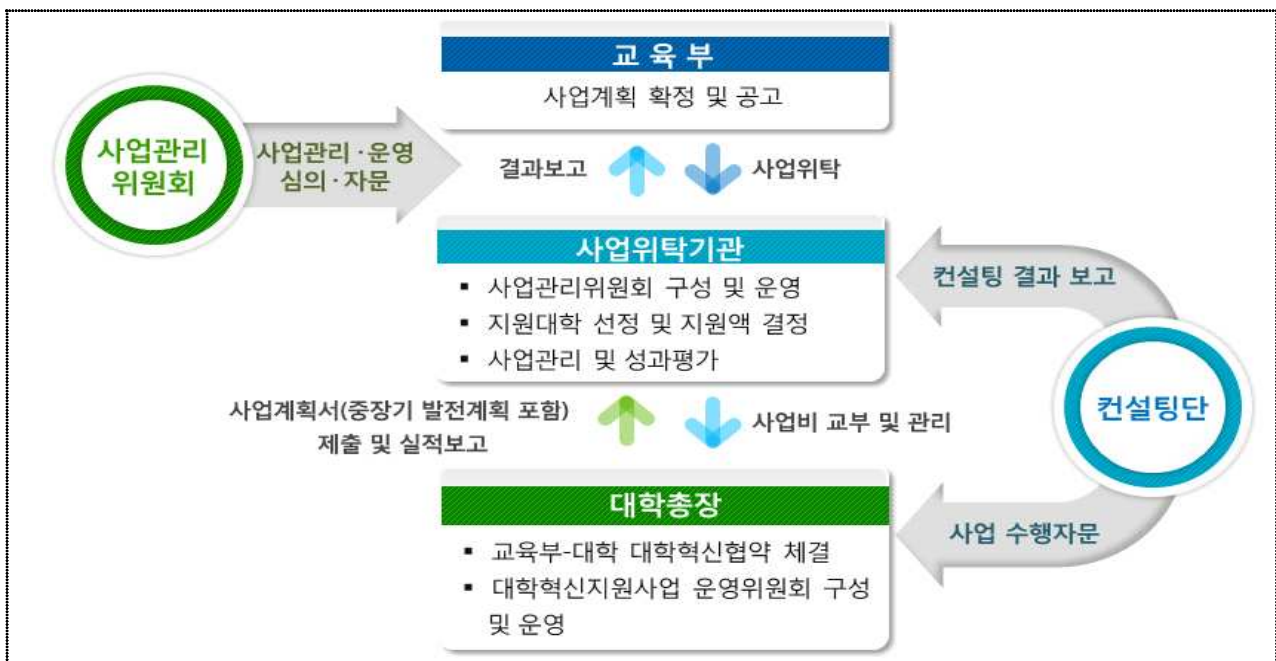 교 육 부
사업계획 확정 및 공고
사업관리
위원회
사업관리·운영
심의·자문
결과보고
사업위탁
사업위탁기관
▪ 사업관리위원회 구성 및 운영
▪ 지원대학 선정 및 지원액 결정
▪ 사업관리 및 성과평가
컨설팅 결과 보고
컨설팅단
사업계획서(중장기 발전계획 포함)
제출 및 실적보고
사업비 교부 및 관리
대학총장
▪ 교육부-대학 대학혁신협약 체결
▪ 대학혁신지원사업 운영위원회 구성
및 운영
사업 수행자문